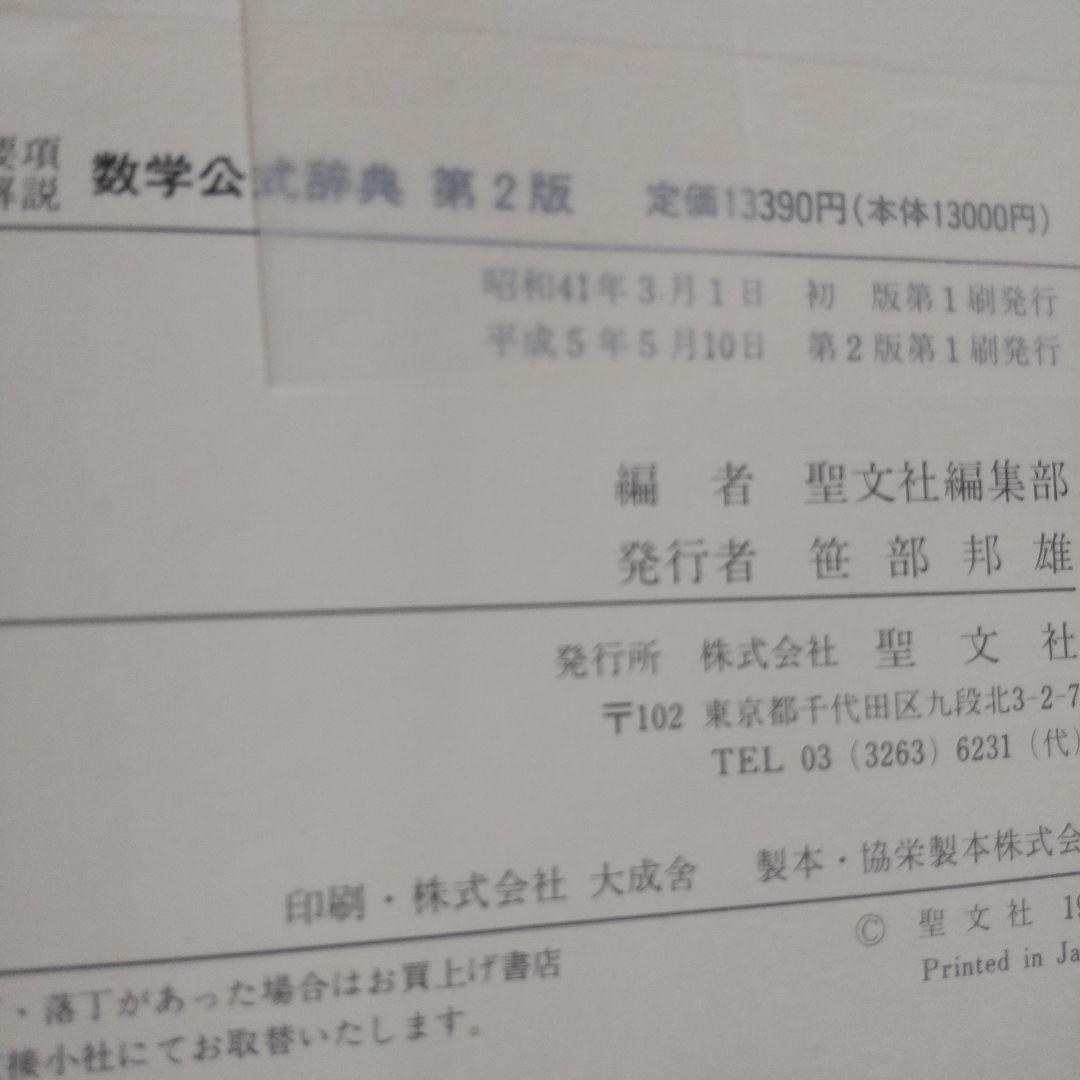 要項
解説 数学公式辞典 第2版 定価13390円(本体13000円)
昭和41年3月1日 初 版第1刷発行
平成5年5月10日 第2版第1刷発行
編 者 聖文社編集部
発行者 笹部邦雄
発行所 株式会社 聖文社
〒102 東京都千代田区九段北3-2-7
TEL 03 (3263) 6231 (代)
印刷・株式会社 大成舎 製本・協栄製本株式会
© 聖文社 19
Printed in Ja
・落丁があった場合はお買上げ書店
接小社にてお取替いたします。